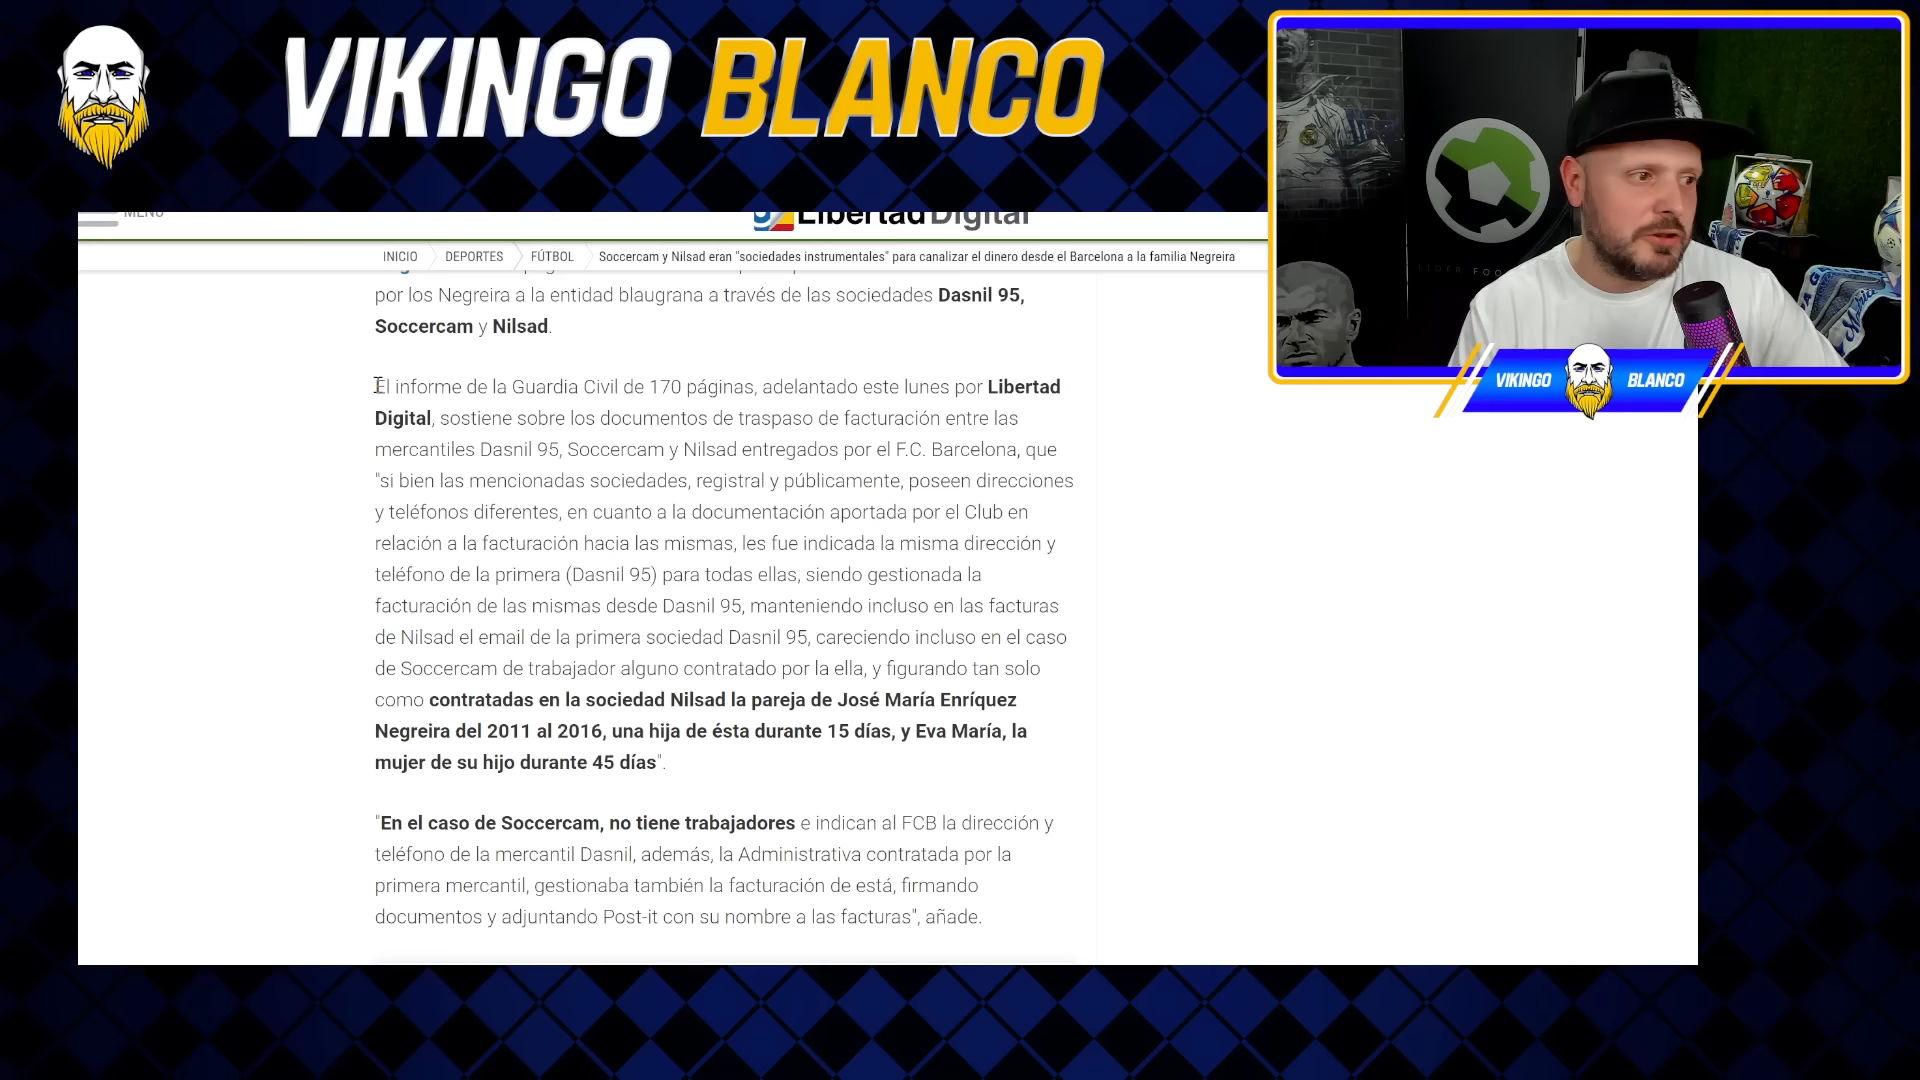 VIKINGO BLANCO
MENÚ
Libertad Digital
INICIO
DEPORTES
FÚTBOL
Soccercam y Nilsad eran "sociedades instrumentales" para canalizar el dinero desde el Barcelona a la familia Negreira
por los Negreira a la entidad blaugrana a través de las sociedades Dasnil 95,
Soccercam y Nilsad.
El informe de la Guardia Civil de 170 páginas, adelantado este lunes por Libertad
Digital, sostiene sobre los documentos de traspaso de facturación entre las
mercantiles Dasnil 95, Soccercam y Nilsad entregados por el F.C. Barcelona, que
"si bien las mencionadas sociedades, registral y públicamente, poseen direcciones
y teléfonos diferentes, en cuanto a la documentación aportada por el Club en
relación a la facturación hacia las mismas, les fue indicada la misma dirección y
teléfono de la primera (Dasnil 95) para todas ellas, siendo gestionada la
facturación de las mismas desde Dasnil 95, manteniendo incluso en las facturas
de Nilsad el email de la primera sociedad Dasnil 95, careciendo incluso en el caso
de Soccercam de trabajador alguno contratado por la ella, y figurando tan solo
como contratadas en la sociedad Nilsad la pareja de José María Enríquez
Negreira del 2011 al 2016, una hija de ésta durante 15 días, y Eva María, la
mujer de su hijo durante 45 días".
"En el caso de Soccercam, no tiene trabajadores e indican al FCB la dirección y
teléfono de la mercantil Dasnil, además, la Administrativa contratada por la
primera mercantil, gestionaba también la facturación de está, firmando
documentos y adjuntando Post-it con su nombre a las facturas", añade.
VIKINGO BLANCO